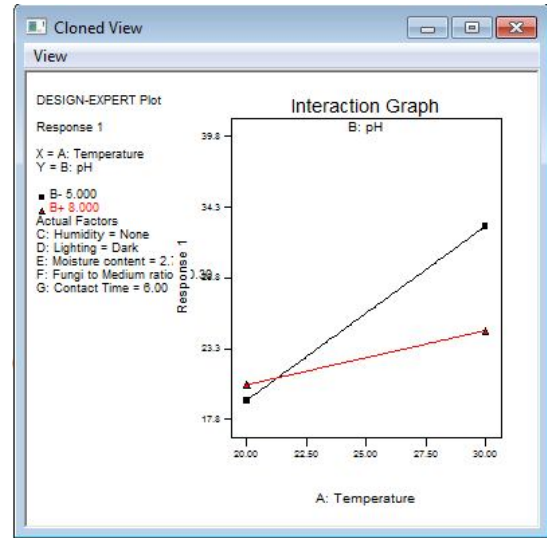 Cloned View
View
DESIGN-EXPERT Plot
Response 1
X = A: Temperature
Y = B: pH
B- 5.000
B+ 8.000
Actual Factors
C: Humidity = None
D: Lighting = Dark
E: Moisture content = 2.
F: Fungi to Medium ratio
G: Contact Time = 6.00
Interaction Graph
B: pH
39.8
34.3
23.3
17.8
Response 1
20.00 22.50 25.00 27.50 30.00
A: Temperature